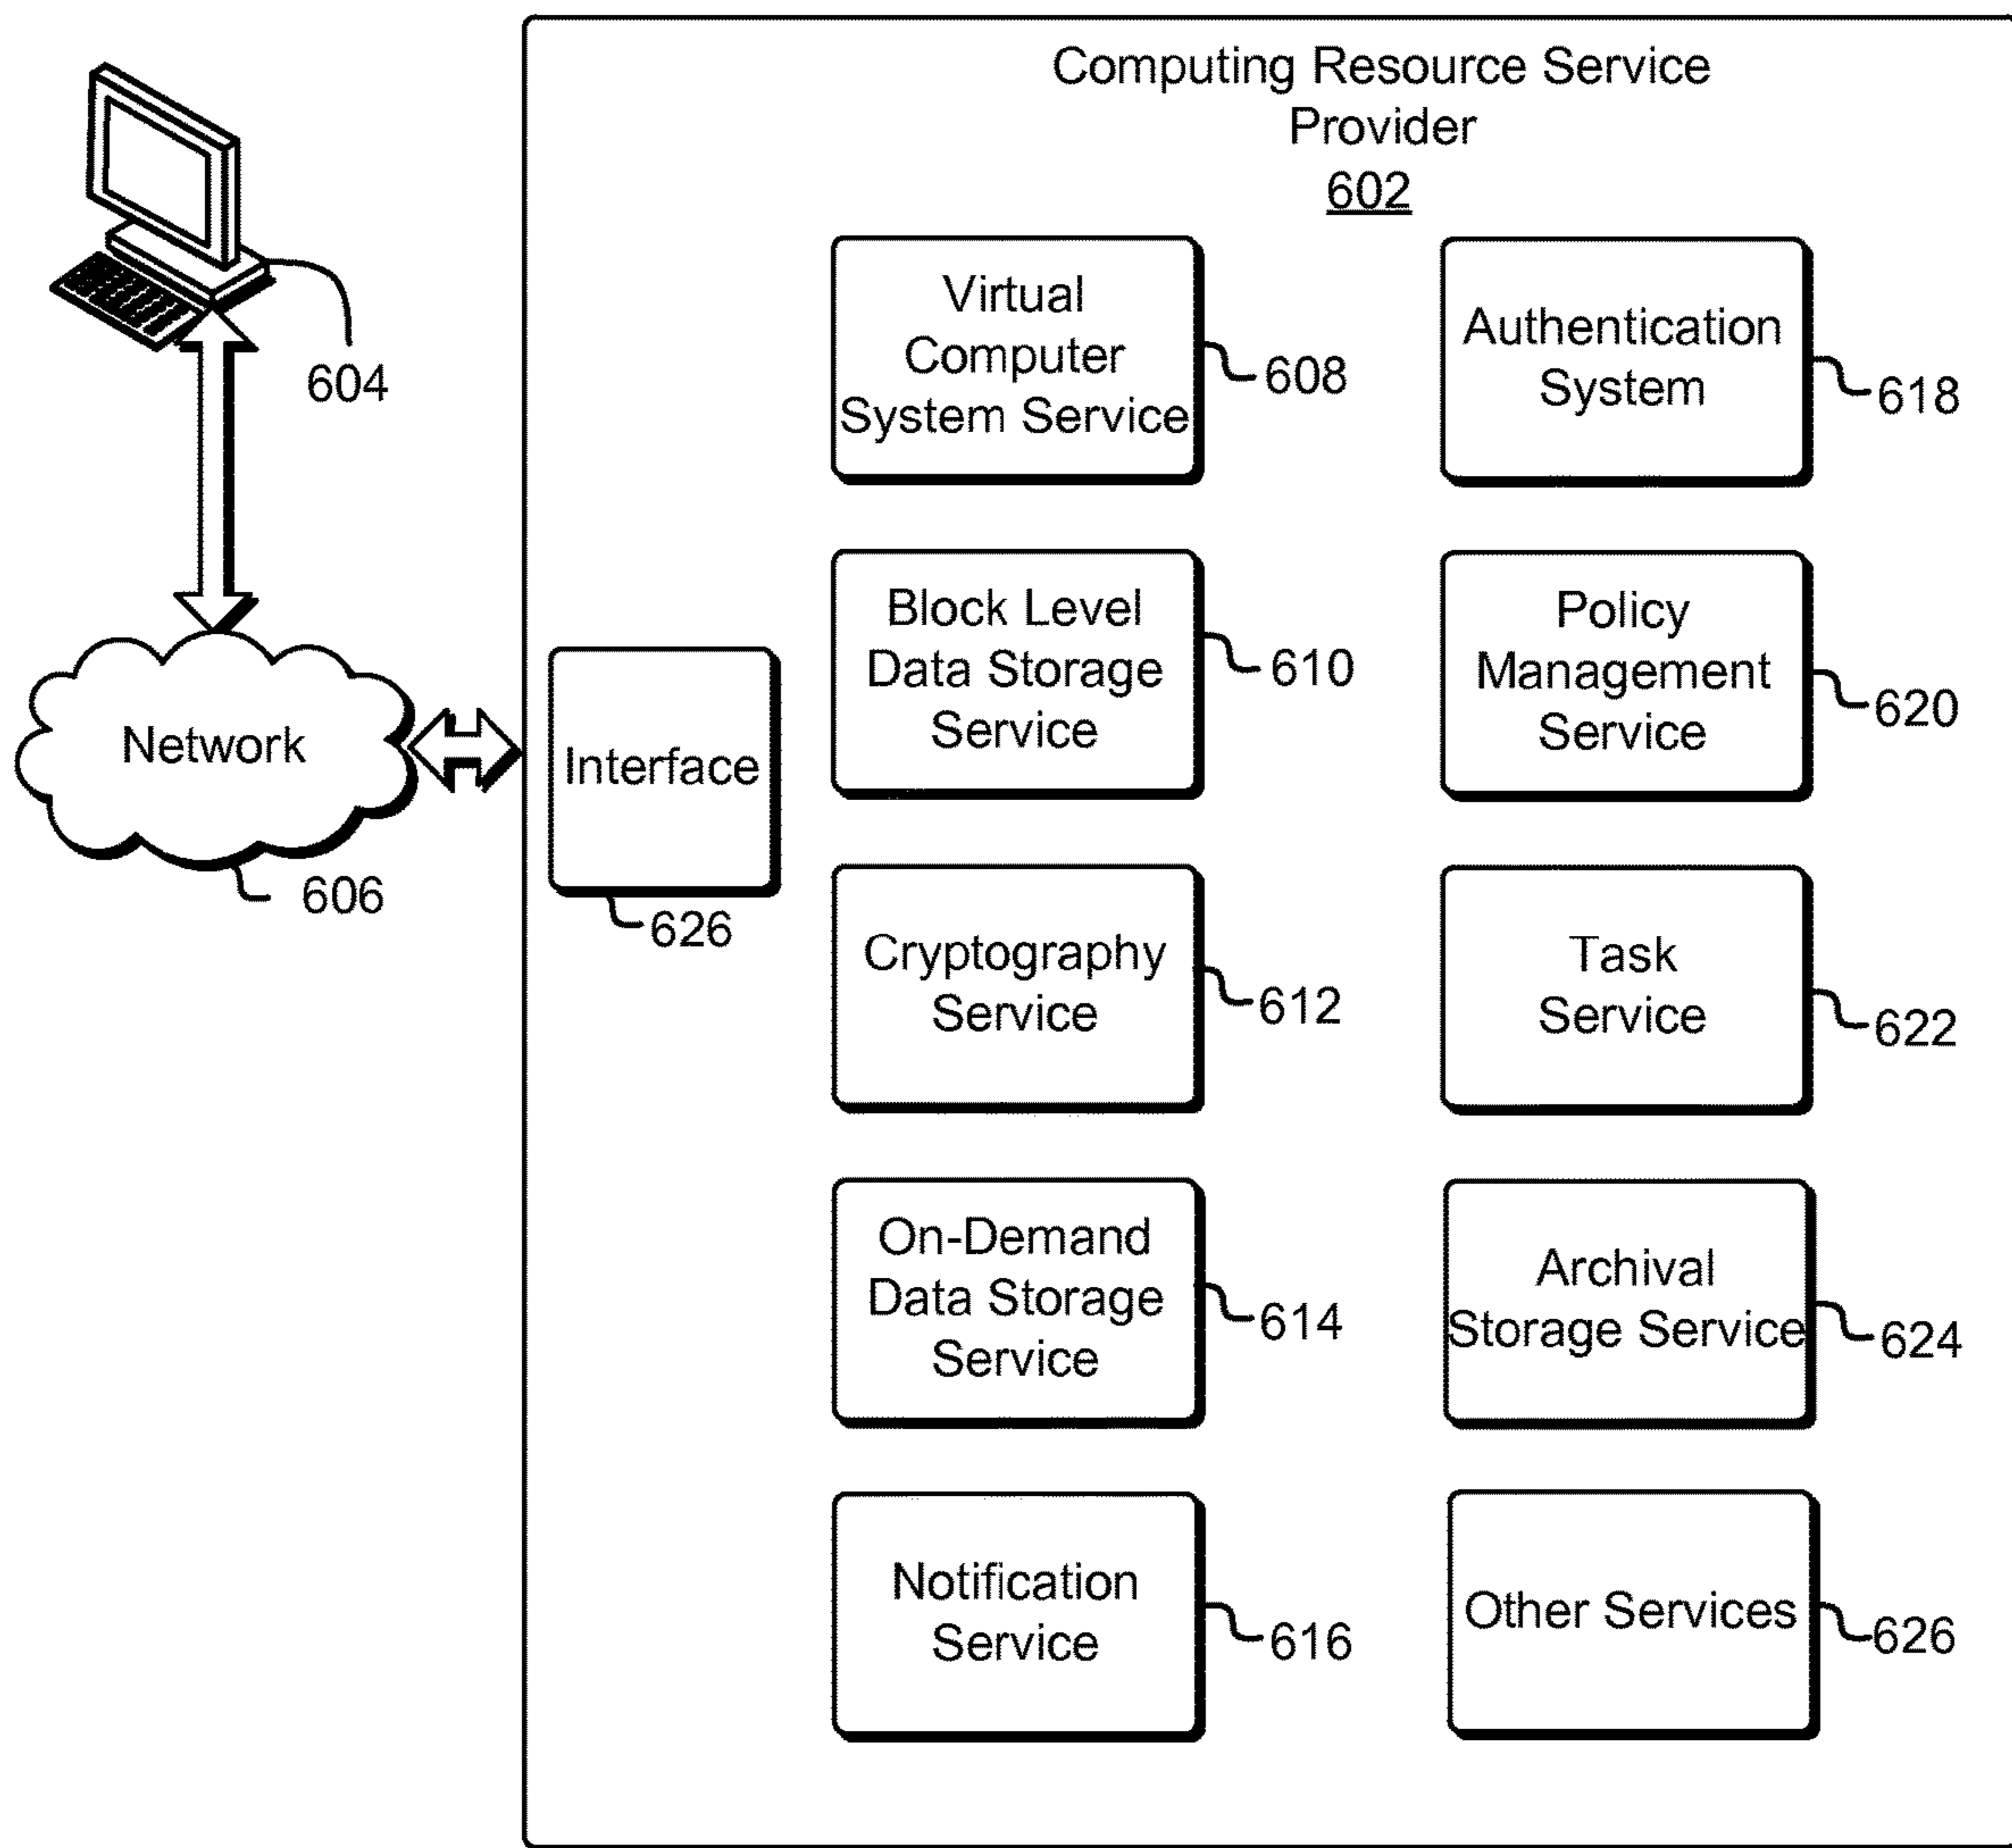 Computing Resource Service
Provider
602
604
Network
606
Interface
626
Virtual
Computer
System Service
608
Authentication
System
618
Block Level
Data Storage
Service
610
Policy
Management
Service
620
Cryptography
Service
612
Task
Service
622
On-Demand
Data Storage
Service
614
Archival
Storage Service
624
Notification
Service
616
Other Services
626